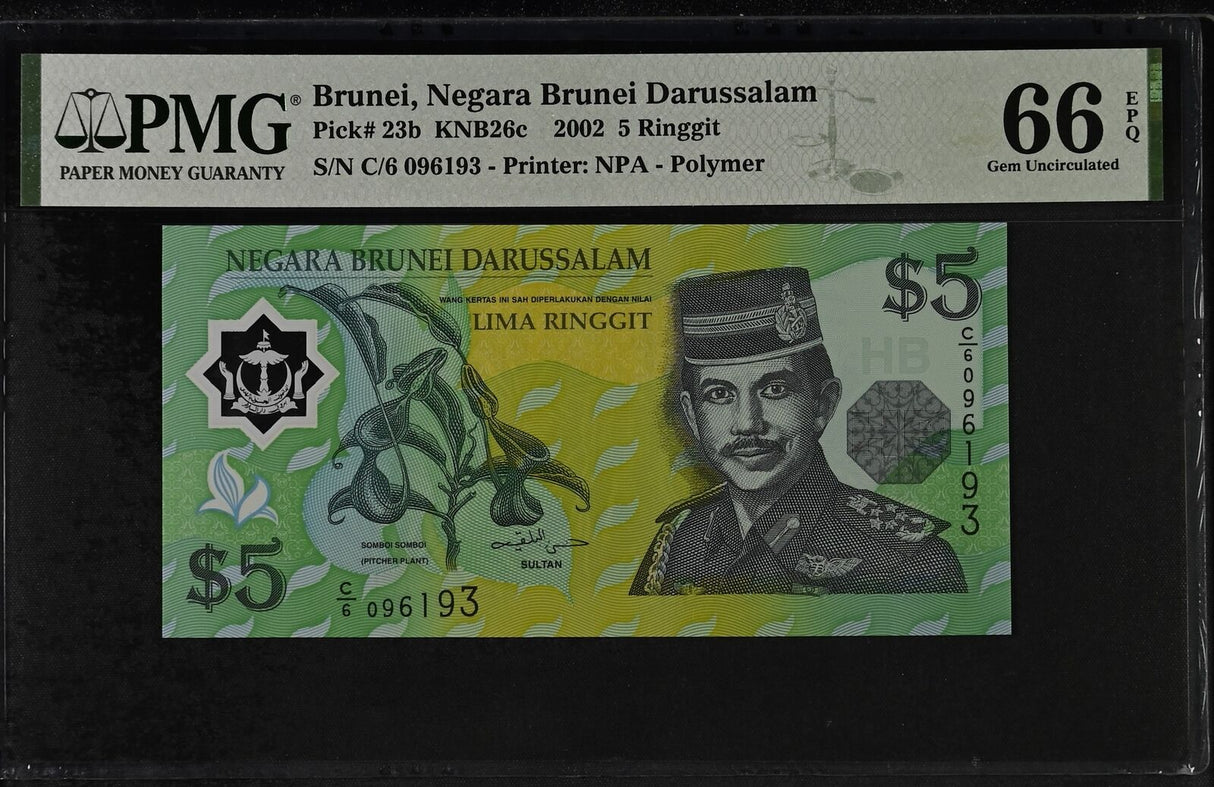 PMG®
PAPER MONEY GUARANTY
Brunei, Negara Brunei Darussalam
Pick# 23b KNB26c 2002 5 Ringgit
S/N C/6 096193 - Printer: NPA - Polymer
66 EPQ
Gem Uncirculated
NEGARA BRUNEI DARUSSALAM
$5
WANG KERTAS INI SAH DIPERLAKUKAN DENGAN NILAI
LIMA RINGGIT
HB
C/6 096193
SOMBOI SOMBOI
(PITCHER PLANT)
SULTAN
$5
C/6 096193